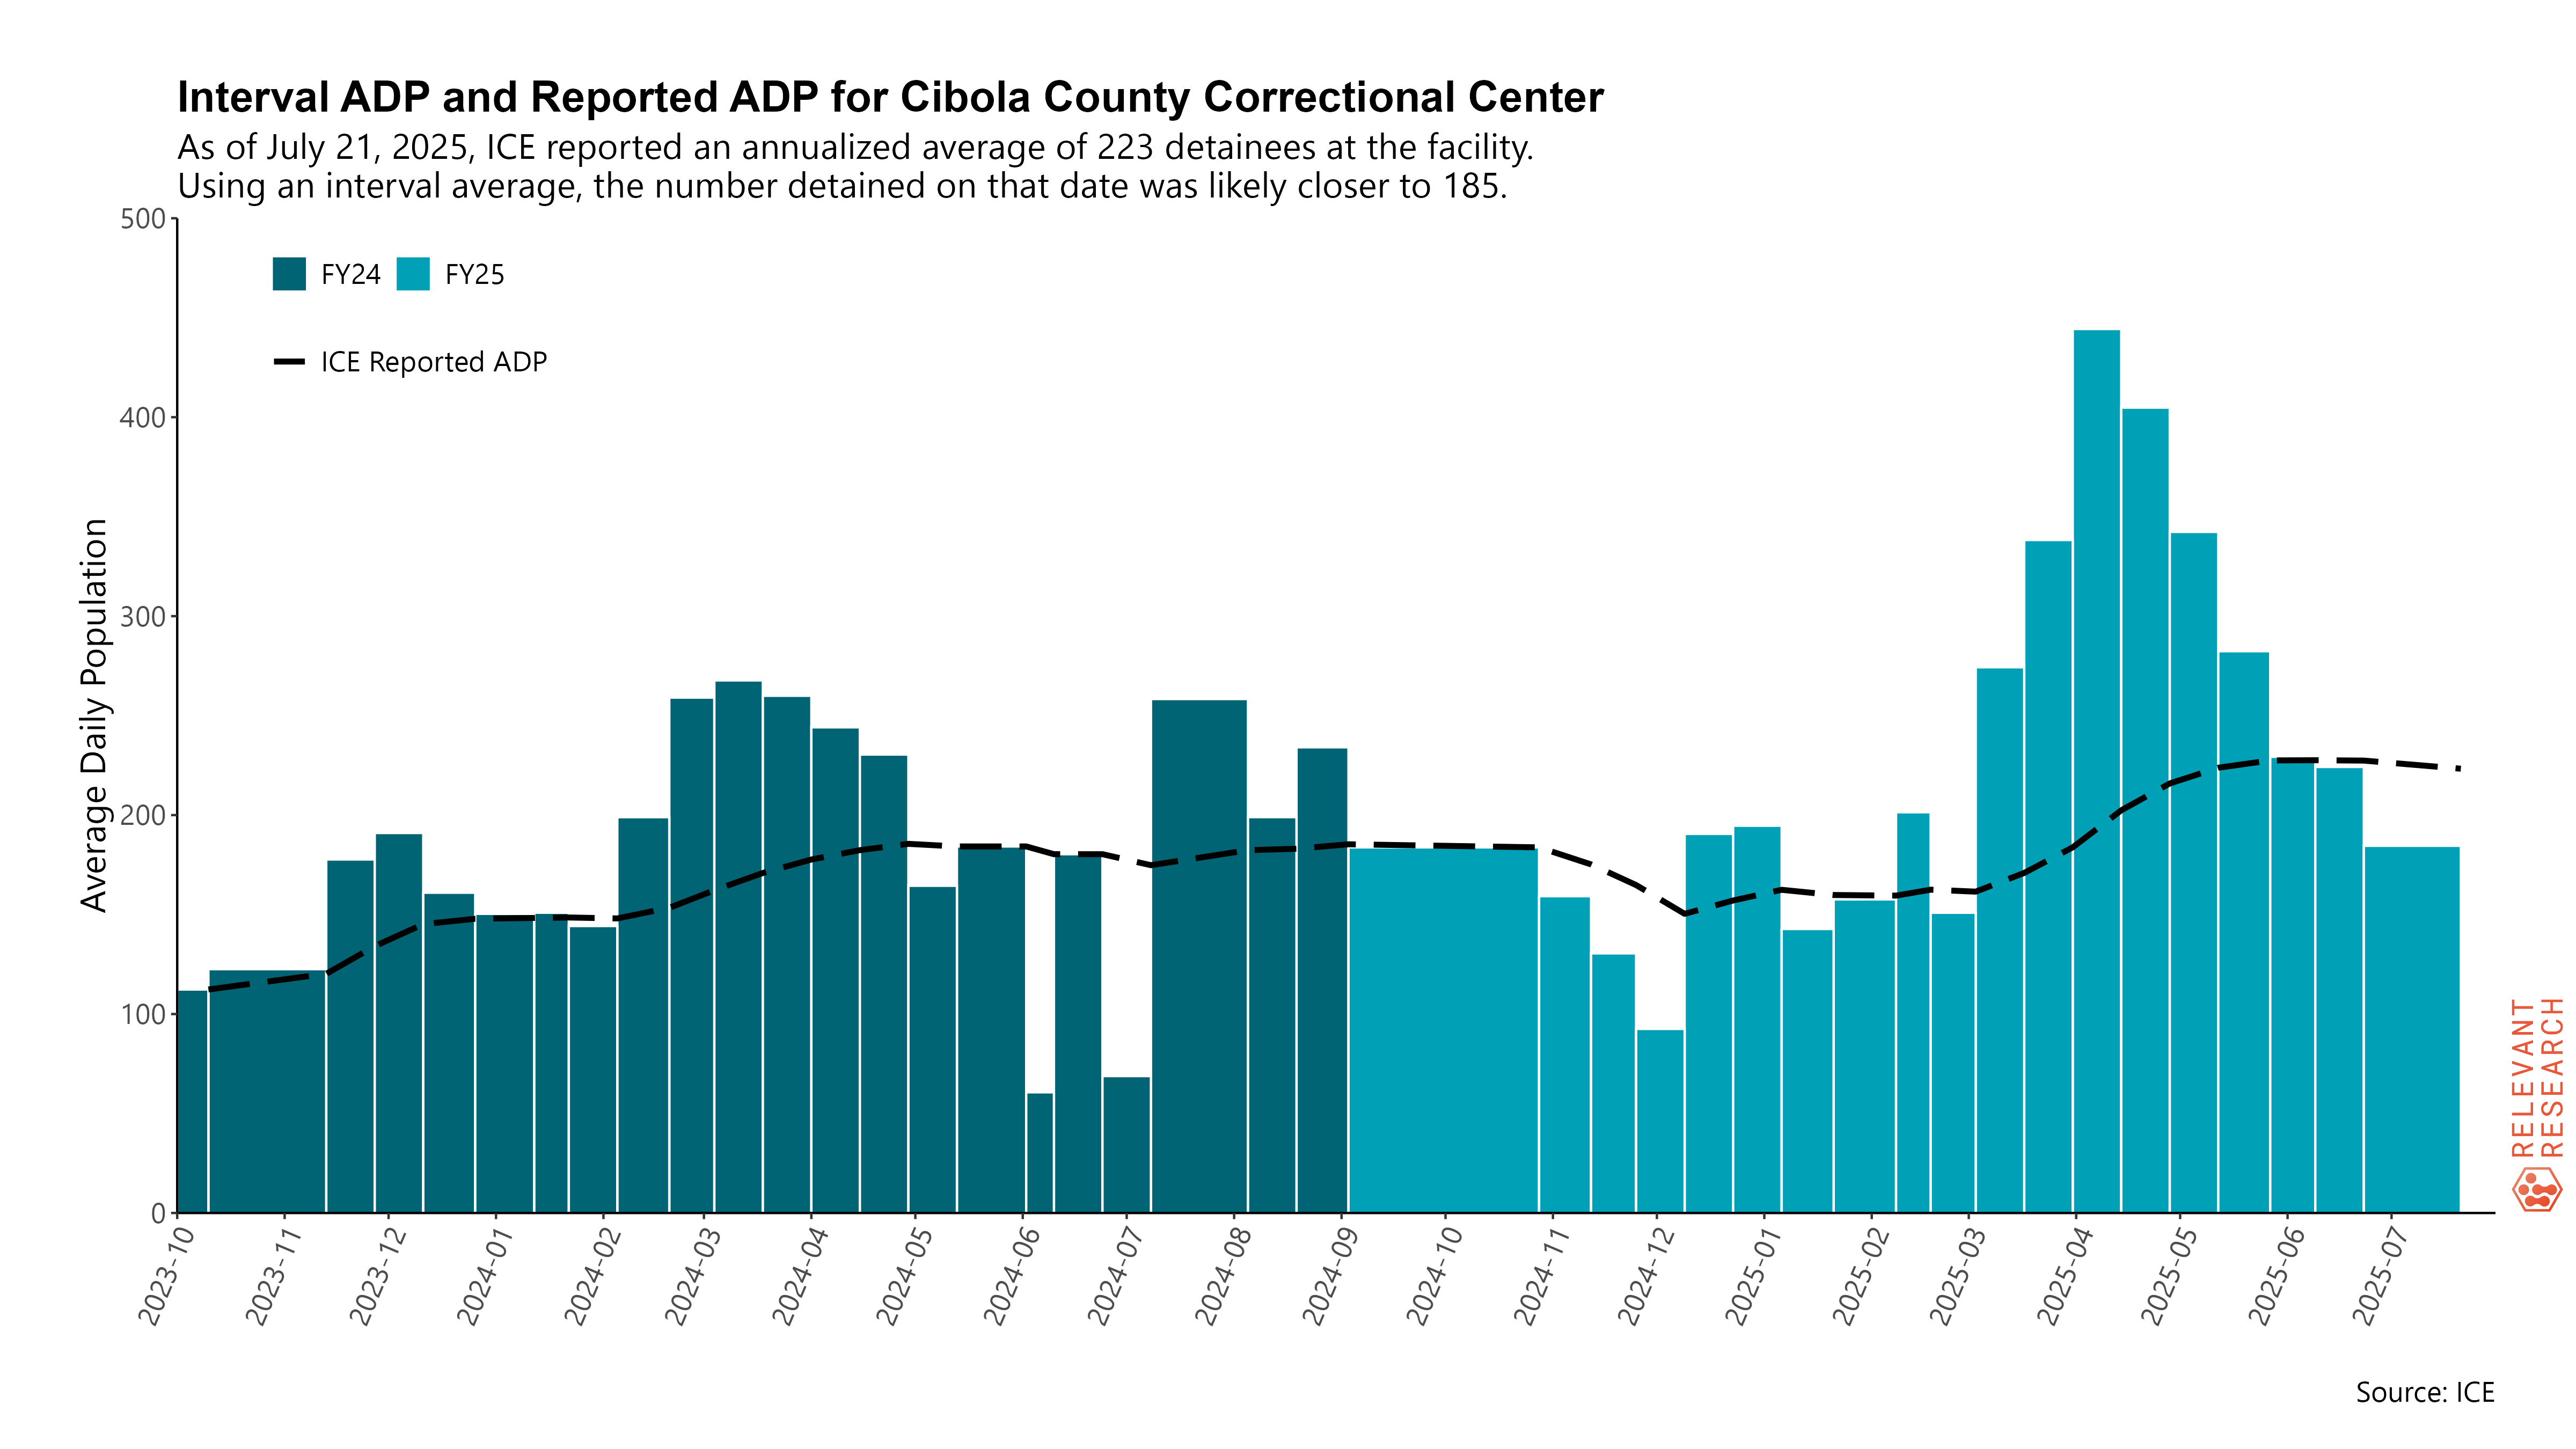 Interval ADP and Reported ADP for Cibola County Correctional Center
As of July 21, 2025, ICE reported an annualized average of 223 detainees at the facility.
Using an interval average, the number detained on that date was likely closer to 185.
500
400
300
200
100
0
Average Daily Population
FY24
FY25
ICE Reported ADP
2023-10
2023-11
2023-12
2024-01
2024-02
2024-03
2024-04
2024-05
2024-06
2024-07
2024-08
2024-09
2024-10
2024-11
2024-12
2025-01
2025-02
2025-03
2025-04
2025-05
2025-06
2025-07
RELEVANT
RESEARCH
Source: ICE